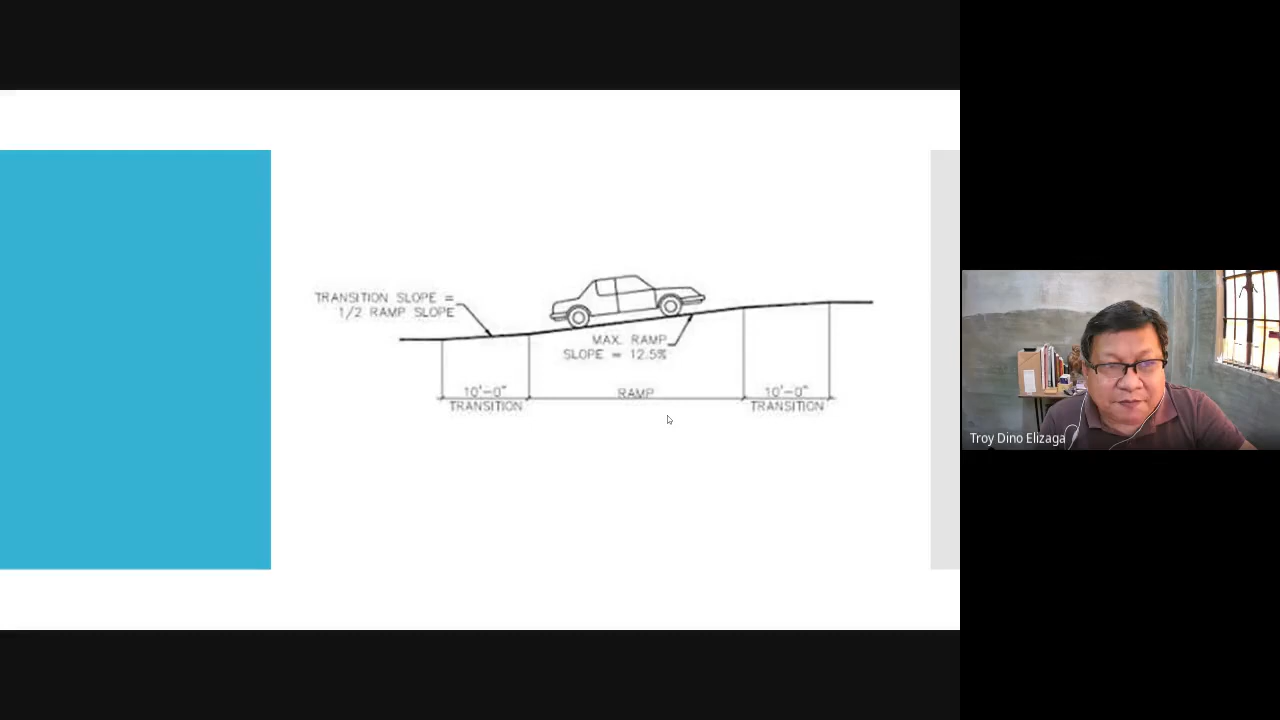 TRANSITION SLOPE =
1/2 RAMP SLOPE
MAX. RAMP
SLOPE = 12.5%
10'-0"
TRANSITION
RAMP
10'-0"
TRANSITION
Troy Dino Elizaga